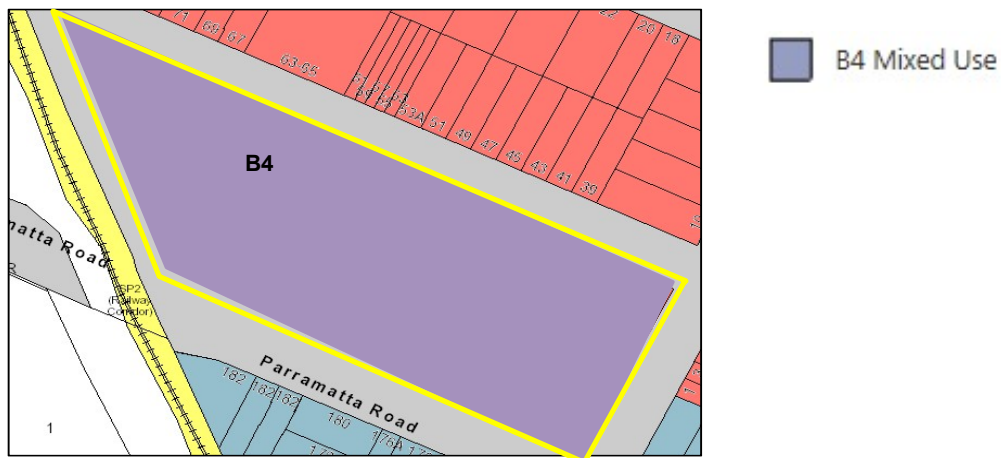 71
69
67
63-65
53A
51
49
47
45
43
41
39
22
20
18
B4
B4 Mixed Use
matta Road
SP2
(Railway
Corridor)
Parramatta Road
182
182
182
180
176A
1